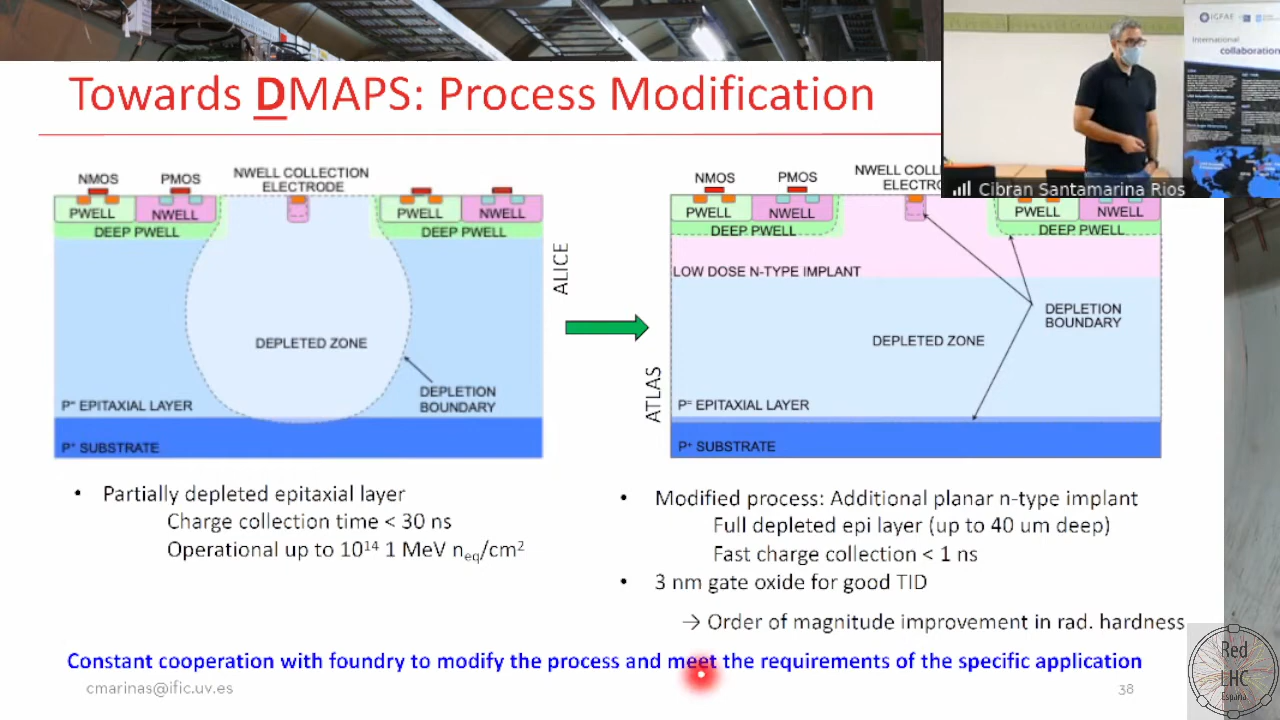 Towards DMAPS: Process Modification
IGFAE
International
collaboration
Cibran Santamarina Rios
NMOS
PMOS
NWELL COLLECTION
ELECTRODE
PWELL
NWELL
PWELL
NWELL
DEEP PWELL
DEEP PWELL
DEPLETED ZONE
DEPLETION
BOUNDARY
P⁼ EPITAXIAL LAYER
P⁺ SUBSTRATE
ALICE
ATLAS
NMOS
PMOS
NWELL COLL
ELECTRO
PWELL
NWELL
PWELL
NWELL
DEEP PWELL
DEEP PWELL
LOW DOSE N-TYPE IMPLANT
DEPLETION
BOUNDARY
DEPLETED ZONE
P⁼ EPITAXIAL LAYER
P⁺ SUBSTRATE
• Partially depleted epitaxial layer
Charge collection time < 30 ns
Operational up to 10¹⁴ 1 MeV neq/cm²
• Modified process: Additional planar n-type implant
Full depleted epi layer (up to 40 um deep)
Fast charge collection < 1 ns
• 3 nm gate oxide for good TID
→ Order of magnitude improvement in rad. hardness
Constant cooperation with foundry to modify the process and meet the requirements of the specific application
cmarinas@ific.uv.es
38
Red
LHC
España